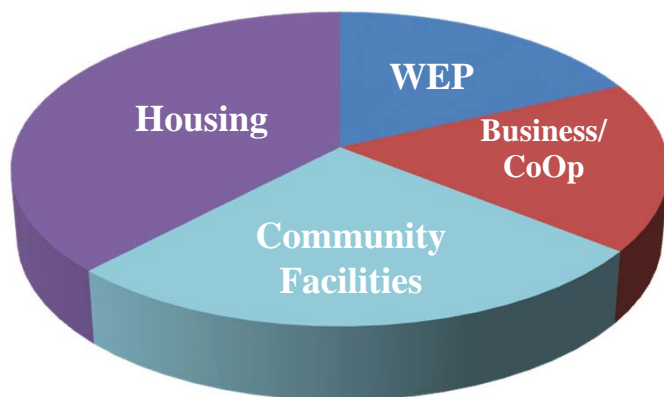 WEP
Housing
Business/
CoOp
Community
Facilities